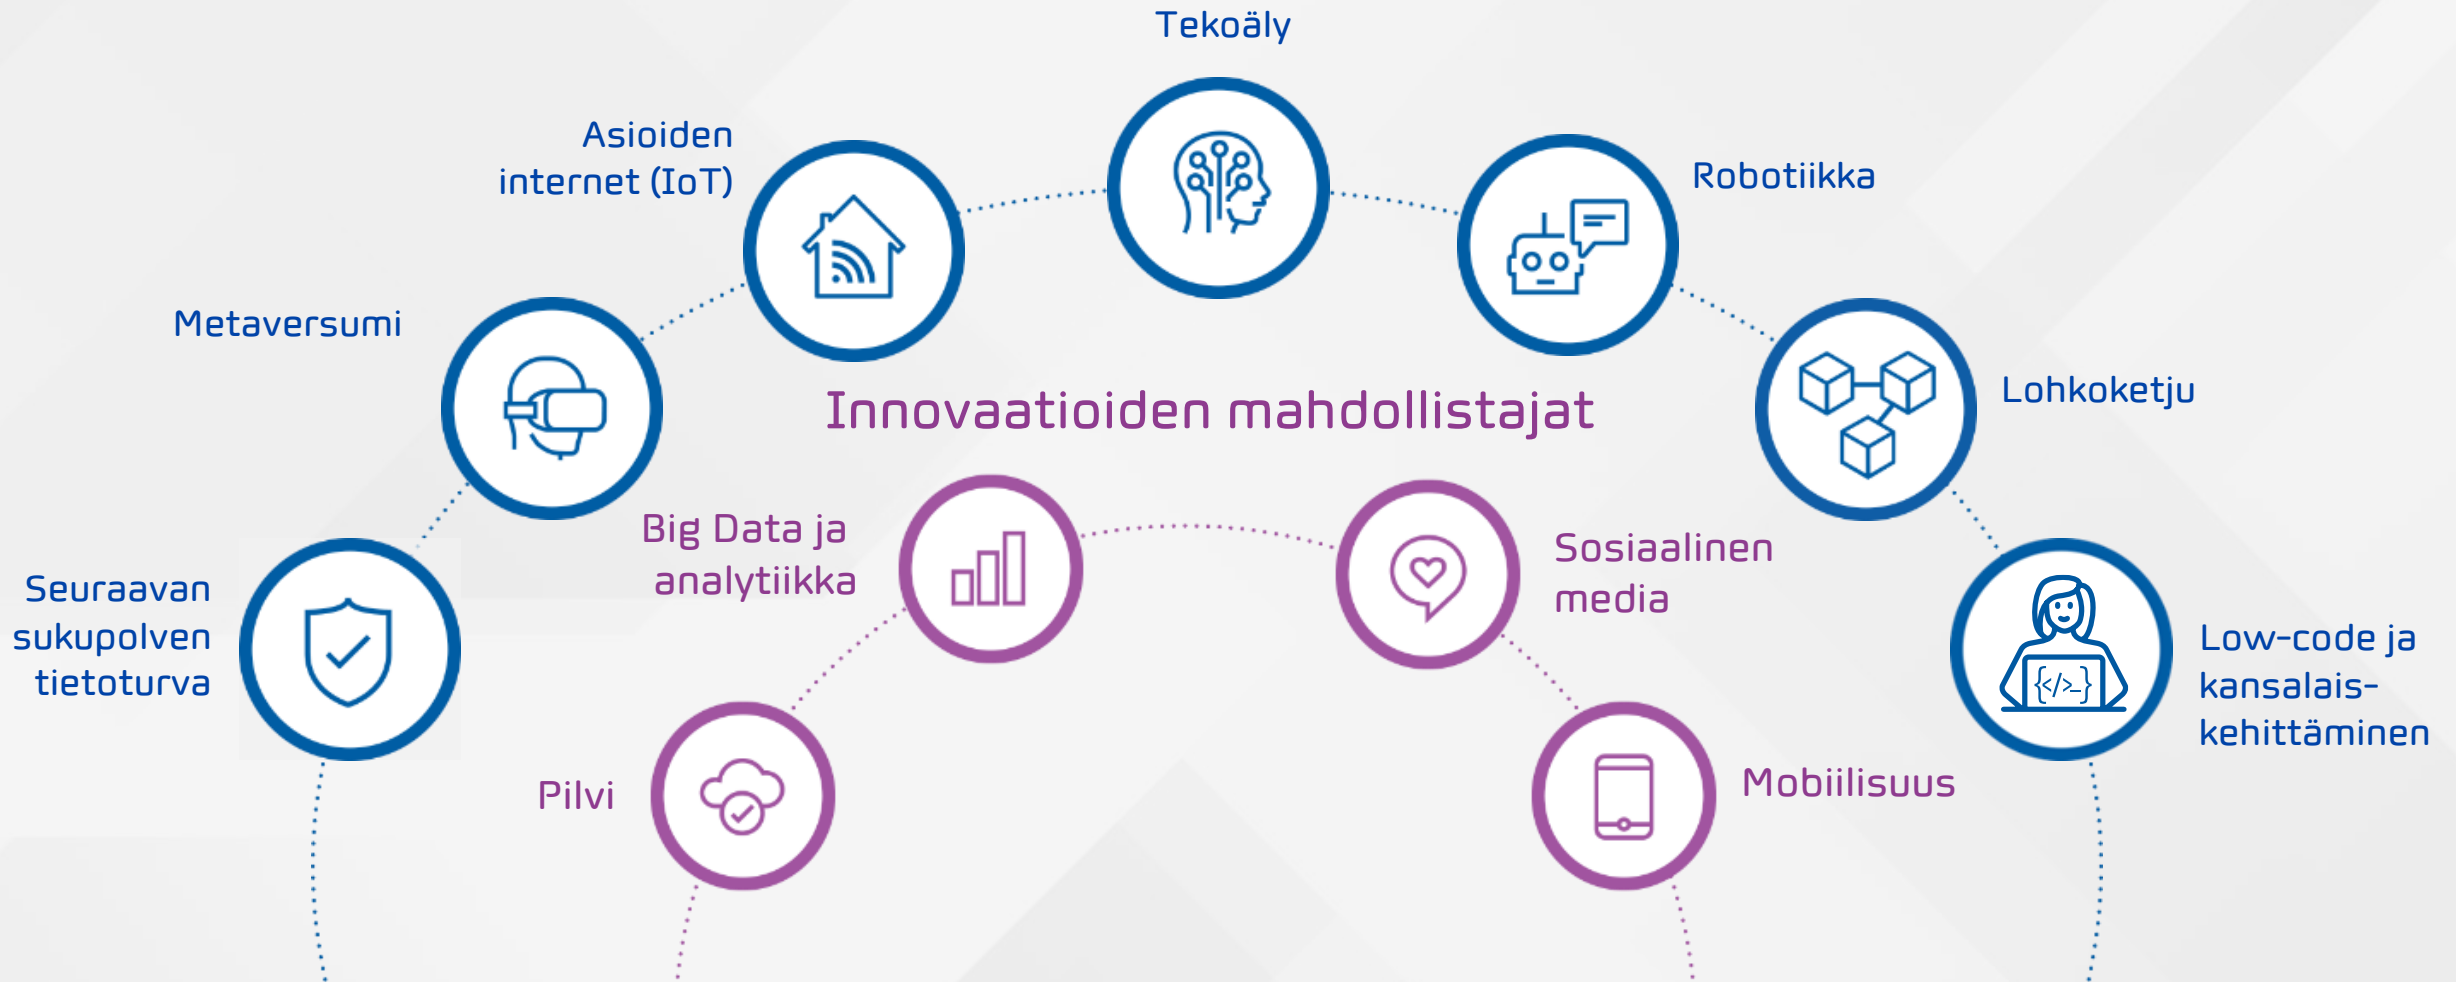 Tekoäly
Asioiden
internet (IoT)
Robotiikka
Metaversumi
Lohkoketju
Innovaatioiden mahdollistajat
Big Data ja
analytiikka
Sosiaalinen
media
Seuraavan
sukupolven
tietoturva
Low-code ja
kansalais-
kehittäminen
{</>_}
Pilvi
Mobiilisuus